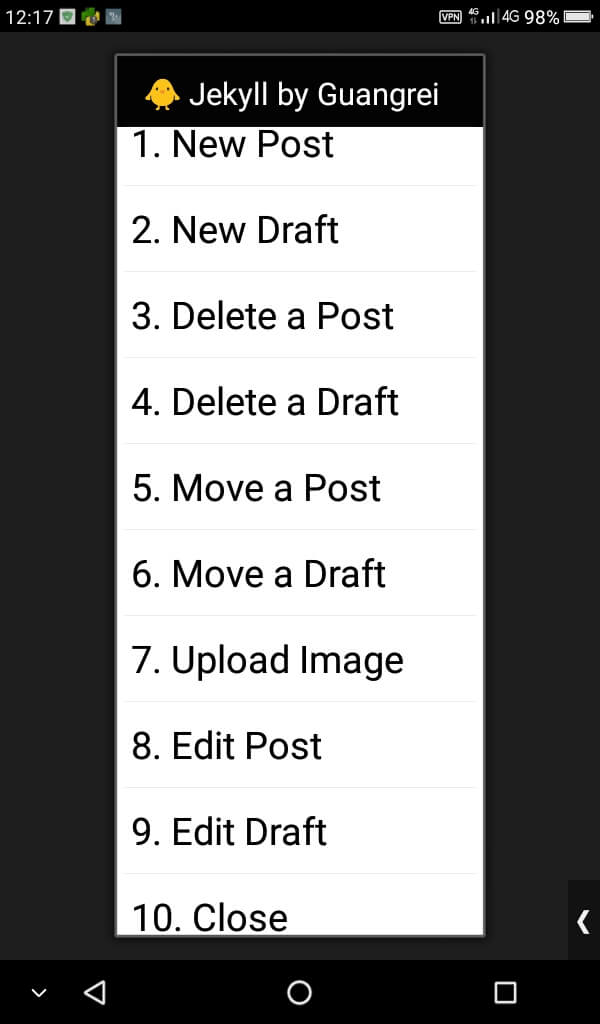 12:17 VPN 4G 4G 98%
Jekyll by Guangrei
1. New Post
2. New Draft
3. Delete a Post
4. Delete a Draft
5. Move a Post
6. Move a Draft
7. Upload Image
8. Edit Post
9. Edit Draft
10. Close